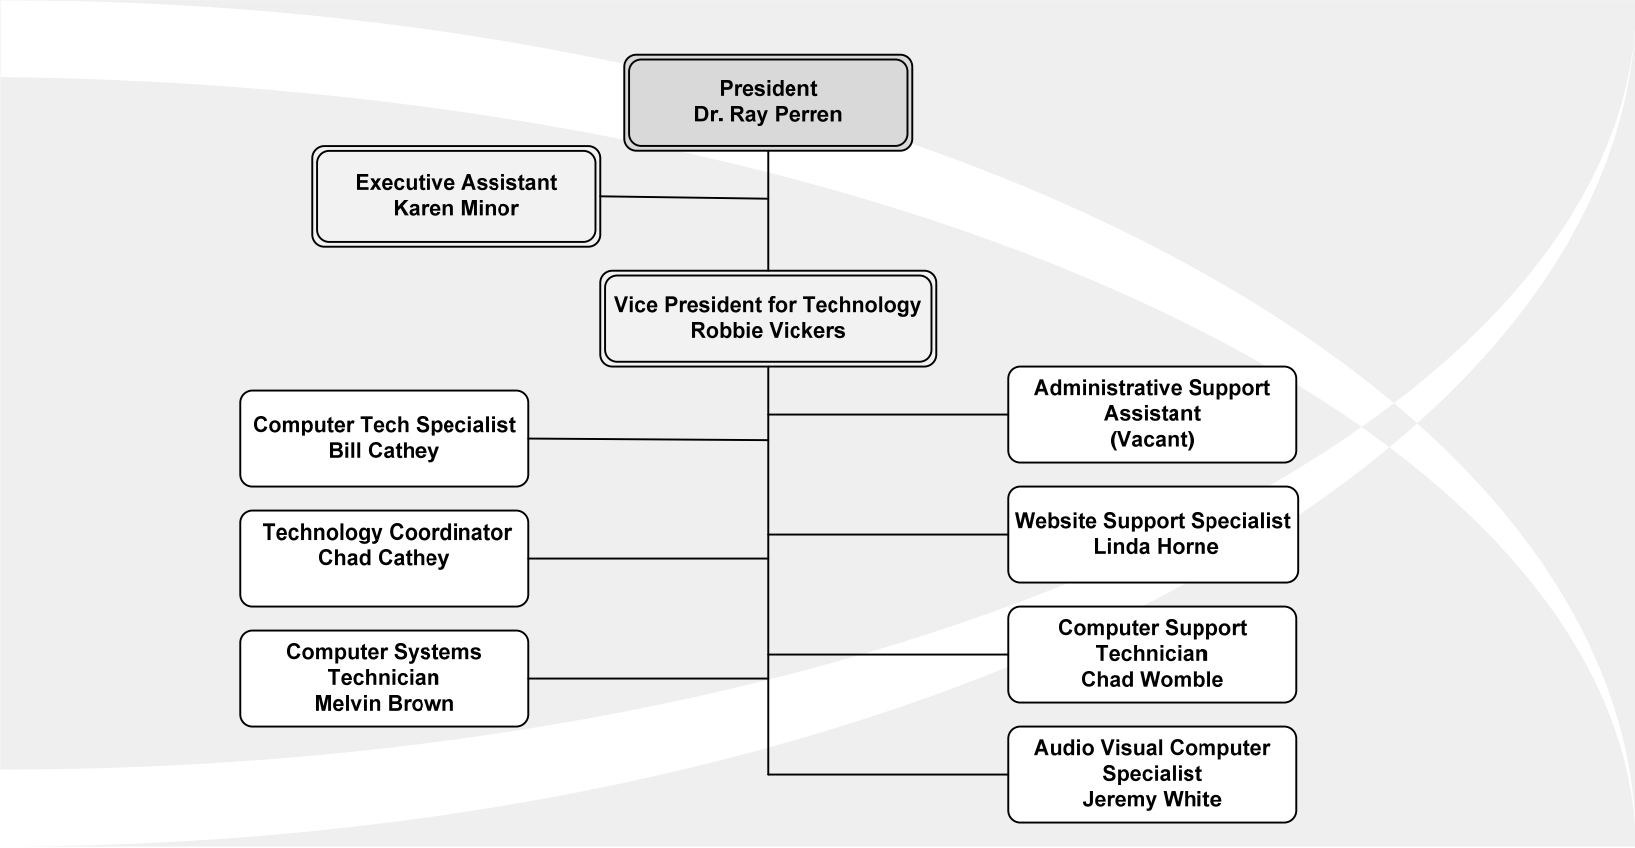 President
Dr. Ray Perren
Executive Assistant
Karen Minor
Vice President for Technology
Robbie Vickers
Computer Tech Specialist
Bill Cathey
Technology Coordinator
Chad Cathey
Computer Systems
Technician
Melvin Brown
Administrative Support
Assistant
(Vacant)
Website Support Specialist
Linda Horne
Computer Support
Technician
Chad Womble
Audio Visual Computer
Specialist
Jeremy White